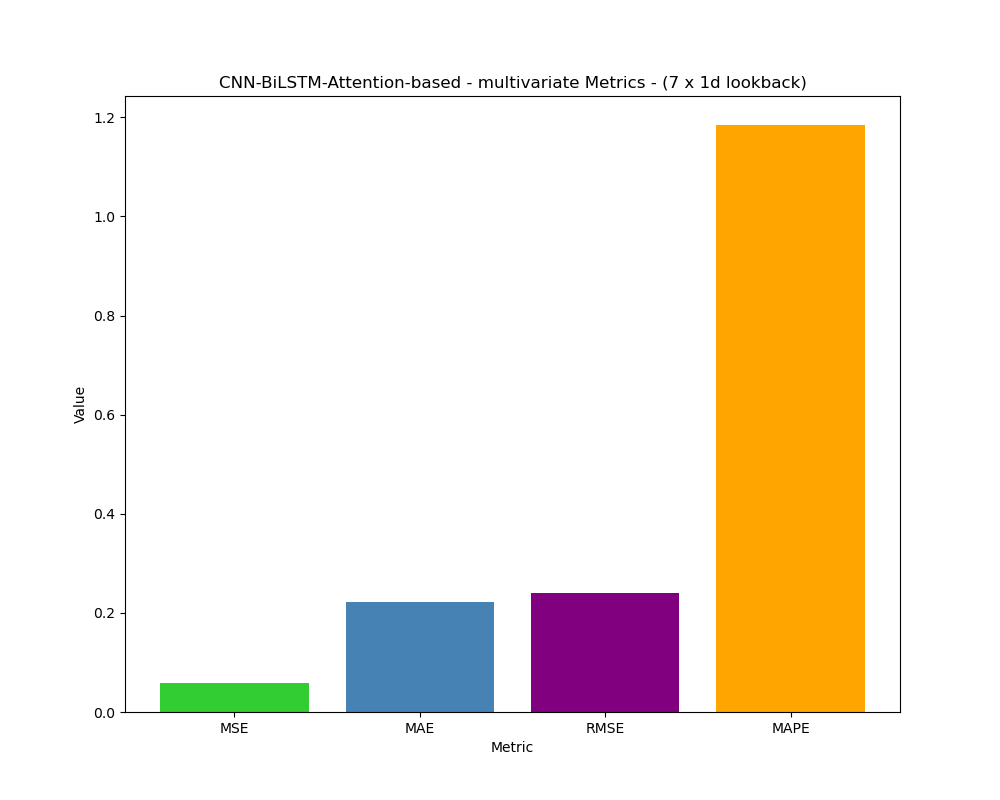 CNN-BiLSTM-Attention-based - multivariate Metrics - (7 x 1d lookback)
1.2
1.0
0.8
0.6
0.4
0.2
0.0
Value
MSE MAE RMSE MAPE
Metric